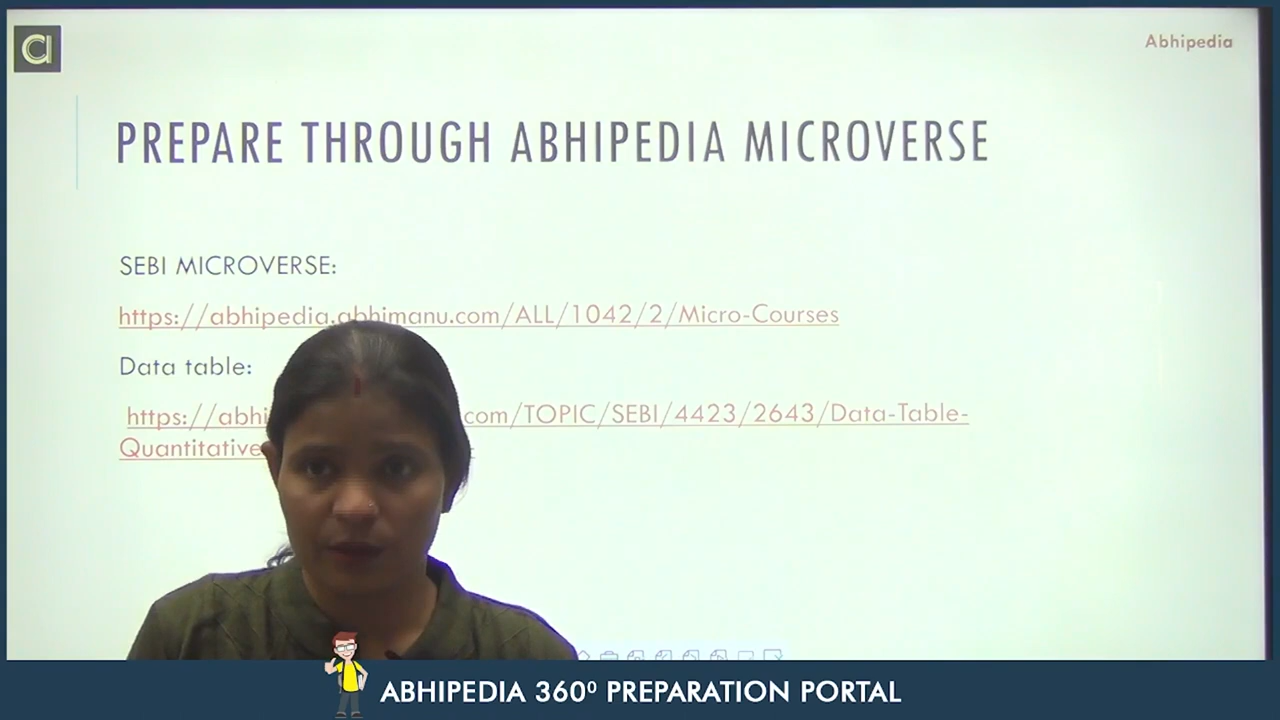 Abhipedia
PREPARE THROUGH ABHIPEDIA MICROVERSE
SEBI MICROVERSE:
https://abhipedia.abhimanu.com/ALL/1042/2/Micro-Courses
Data table:
https://abhi com/TOPIC/SEBI/4423/2643/Data-Table-
Quantitative
ABHIPEDIA 360⁰ PREPARATION PORTAL